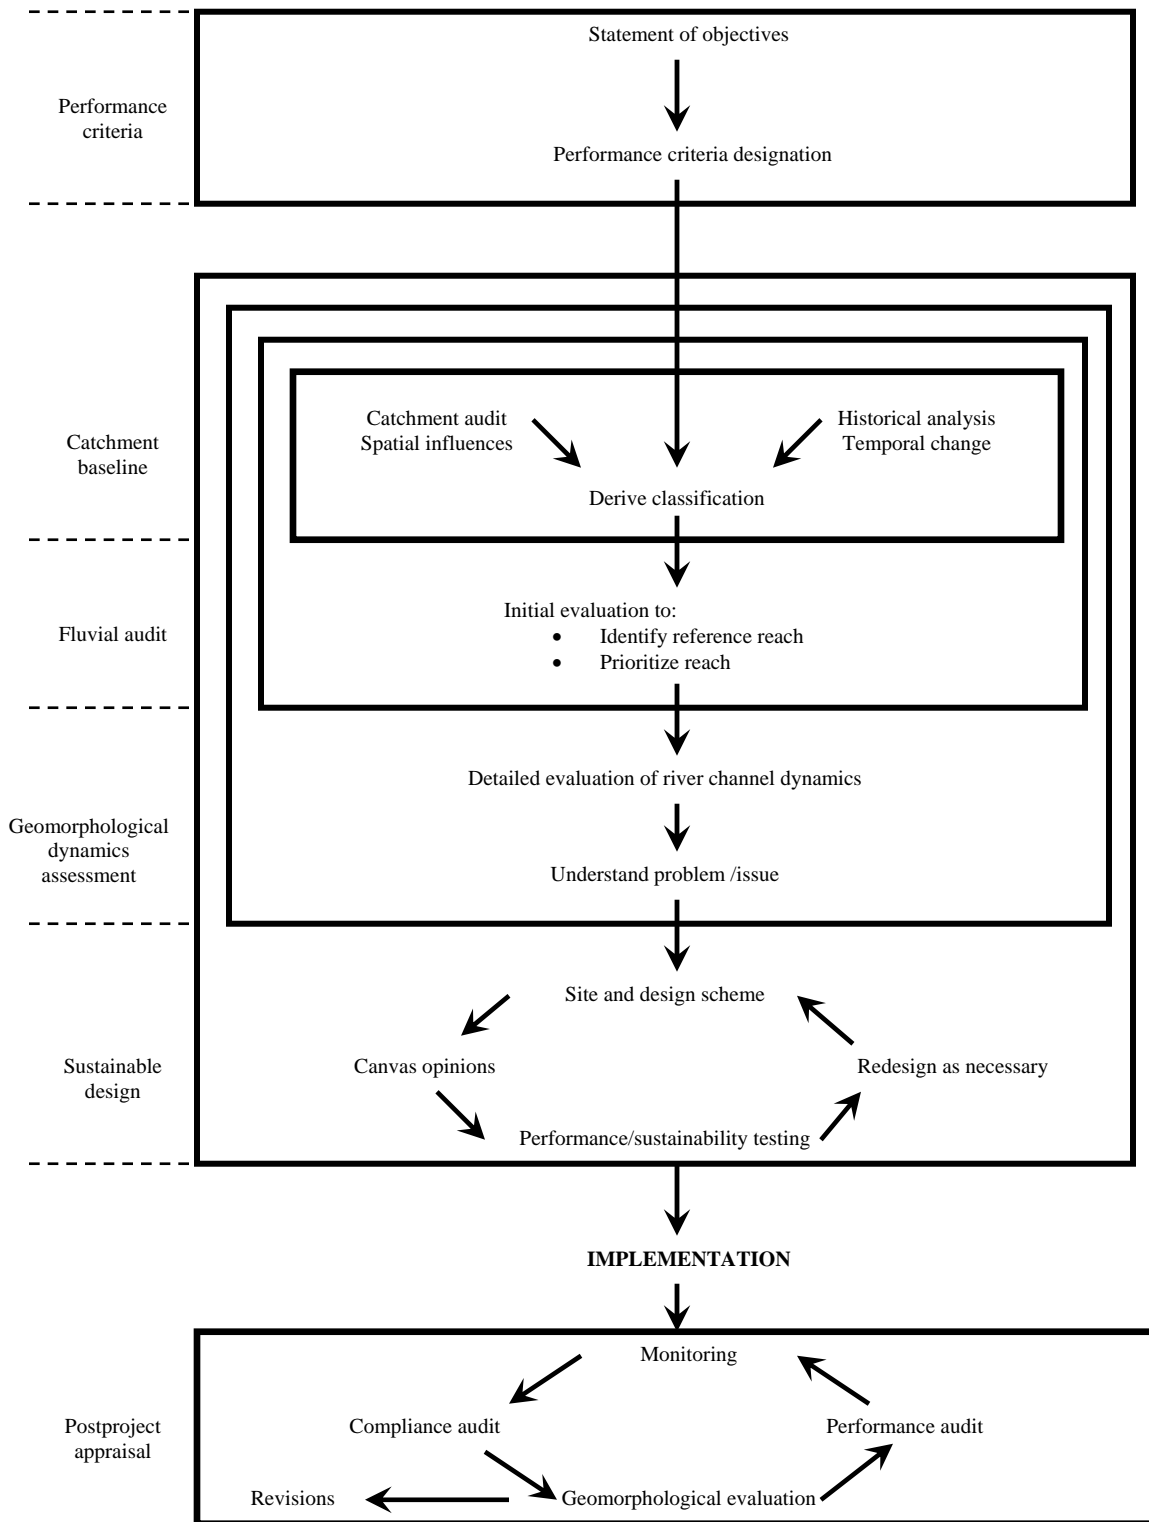 Statement of objectives
Performance
criteria
Performance criteria designation
Catchment audit
Spatial influences
Historical analysis
Temporal change
Catchment
baseline
Derive classification
Initial evaluation to:
• Identify reference reach
• Prioritize reach
Fluvial audit
Detailed evaluation of river channel dynamics
Geomorphological
dynamics
assessment
Understand problem /issue
Site and design scheme
Sustainable
design
Canvas opinions
Redesign as necessary
Performance/sustainability testing
IMPLEMENTATION
Monitoring
Postproject
appraisal
Compliance audit
Performance audit
Revisions
Geomorphological evaluation